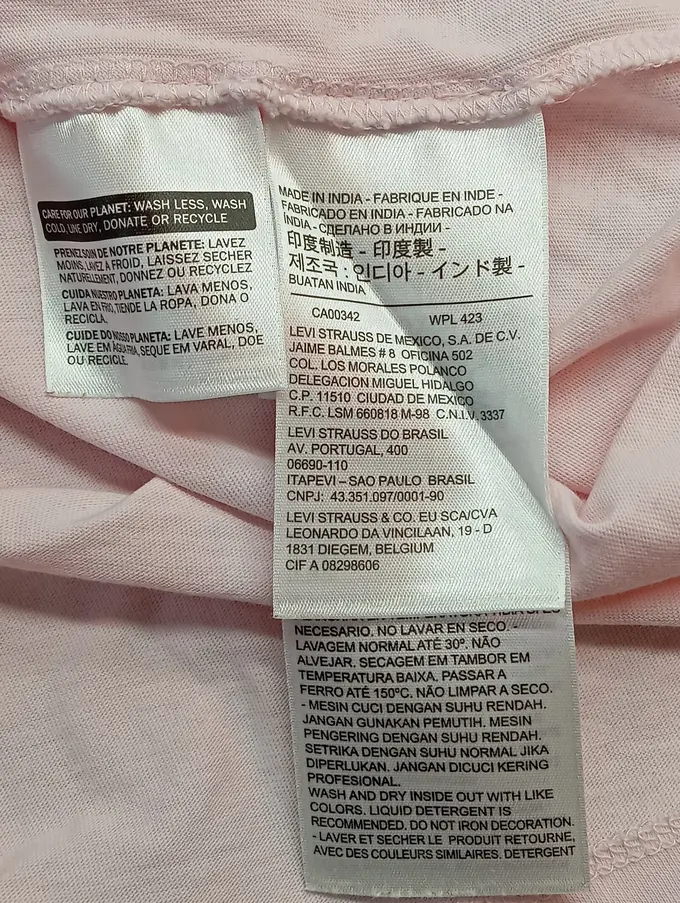 CARE FOR OUR PLANET: WASH LESS, WASH
COLD, LINE DRY, DONATE OR RECYCLE
PRENEZ SOIN DE NOTRE PLANETE: LAVEZ
MOINS, LAVEZ A FROID, LAISSEZ SECHER
NATURELLEMENT, DONNEZ OU RECYCLEZ
CUIDA NUESTRO PLANETA: LAVA MENOS,
LAVA EN FRIO, TIENDE LA ROPA, DONA O
RECICLA.
CUIDE DO NOSSO PLANETA: LAVE MENOS,
LAVE EM ÁGUA FRIA, SEQUE EM VARAL, DOE
OU RECICLE.
MADE IN INDIA - FABRIQUE EN INDE -
FABRICADO EN INDIA - FABRICADO NA
INDIA - СДЕЛАНО В ИНДИИ -
印度制造 - 印度製 -
제조국 : 인디아 - インド製 -
BUATAN INDIA
CA00342 WPL 423
LEVI STRAUSS DE MEXICO, S.A. DE C.V.
JAIME BALMES # 8 OFICINA 502
COL. LOS MORALES POLANCO
DELEGACION MIGUEL HIDALGO
C.P. 11510 CIUDAD DE MEXICO
R.F.C. LSM 660818 M-98 C.N.I.V. 3337
LEVI STRAUSS DO BRASIL
AV. PORTUGAL, 400
06690-110
ITAPEVI – SAO PAULO BRASIL
CNPJ: 43.351.097/0001-90
LEVI STRAUSS & CO. EU SCA/CVA
LEONARDO DA VINCILAAN, 19 - D
1831 DIEGEM, BELGIUM
CIF A 08298606
NECESARIO. NO LAVAR EN SECO. -
LAVAGEM NORMAL ATÉ 30º. NÃO
ALVEJAR. SECAGEM EM TAMBOR EM
TEMPERATURA BAIXA. PASSAR A
FERRO ATÉ 150ºC. NÃO LIMPAR A SECO.
- MESIN CUCI DENGAN SUHU RENDAH.
JANGAN GUNAKAN PEMUTIH. MESIN
PENGERING DENGAN SUHU RENDAH.
SETRIKA DENGAN SUHU NORMAL JIKA
DIPERLUKAN. JANGAN DICUCI KERING
PROFESIONAL.
WASH AND DRY INSIDE OUT WITH LIKE
COLORS. LIQUID DETERGENT IS
RECOMMENDED. DO NOT IRON DECORATION.
- LAVER ET SECHER LE PRODUIT RETOURNE,
AVEC DES COULEURS SIMILAIRES. DETERGENT